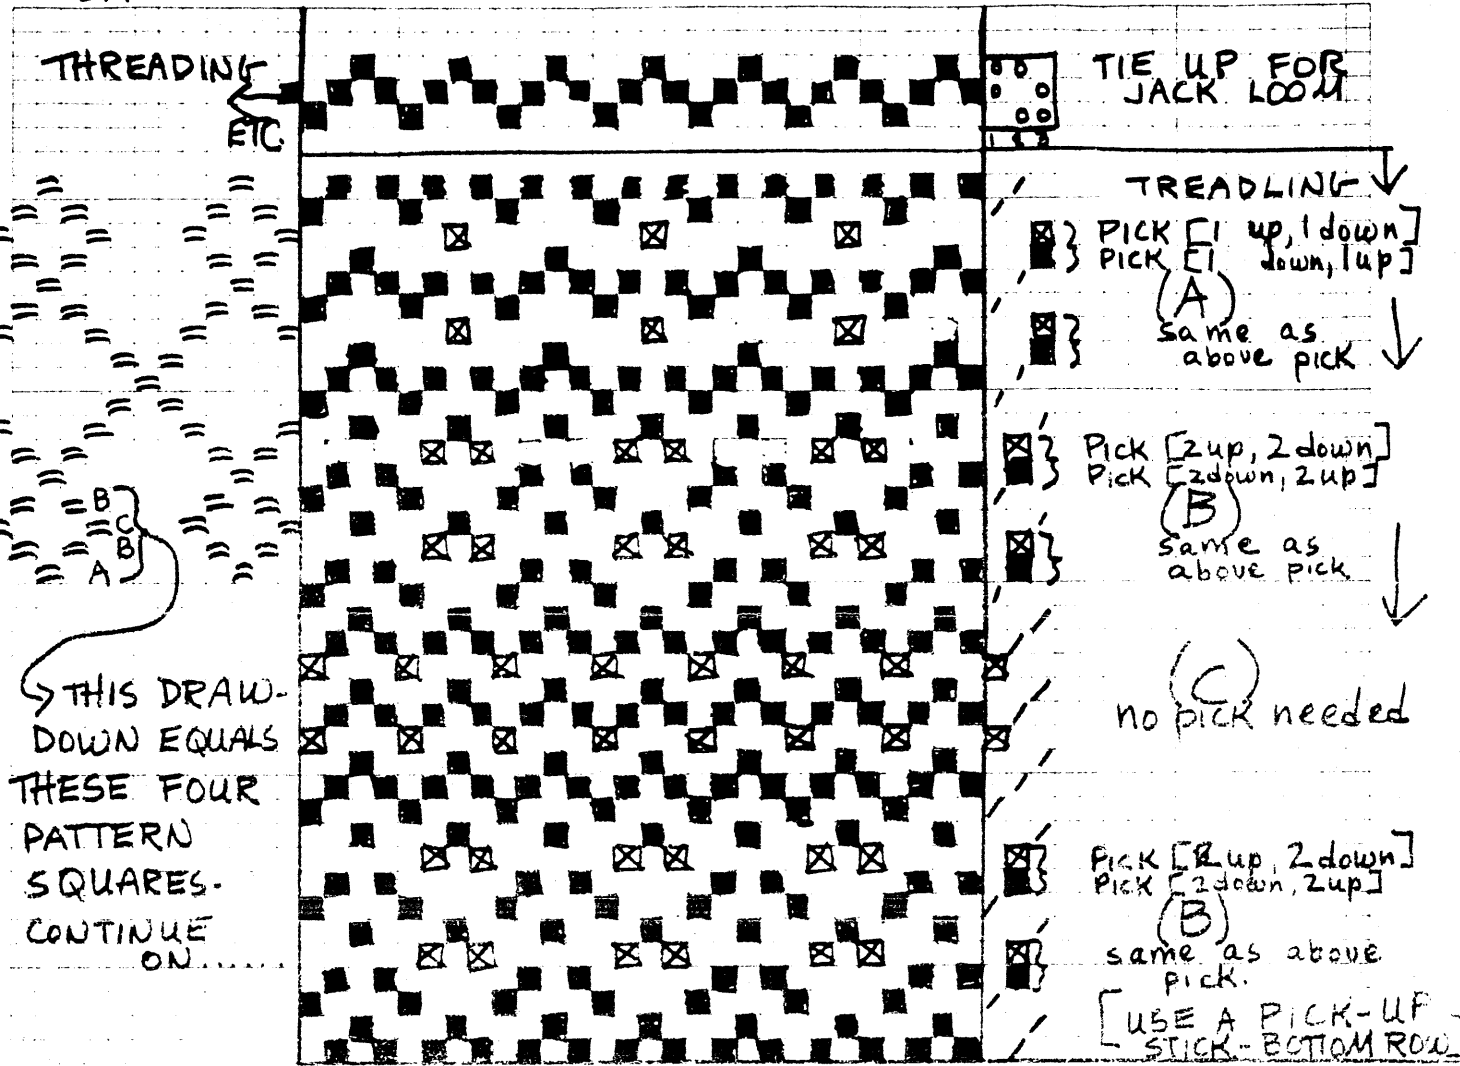 THREADING
ETC.
TIE UP FOR
JACK LOOM
TREADLING
PICK [1 up, 1 down]
PICK [1 down, 1 up]
(A)
same as
above pick
Pick [2 up, 2 down]
Pick [2 down, 2 up]
(B)
same as
above pick
B
C
B
A
THIS DRAW-
DOWN EQUALS
THESE FOUR
PATTERN
SQUARES.
CONTINUE
ON......
(C)
no pick needed
Pick [2 up, 2 down]
Pick [2 down, 2 up]
(B)
same as above
pick.
[USE A PICK-UP
STICK-BOTTOM ROW